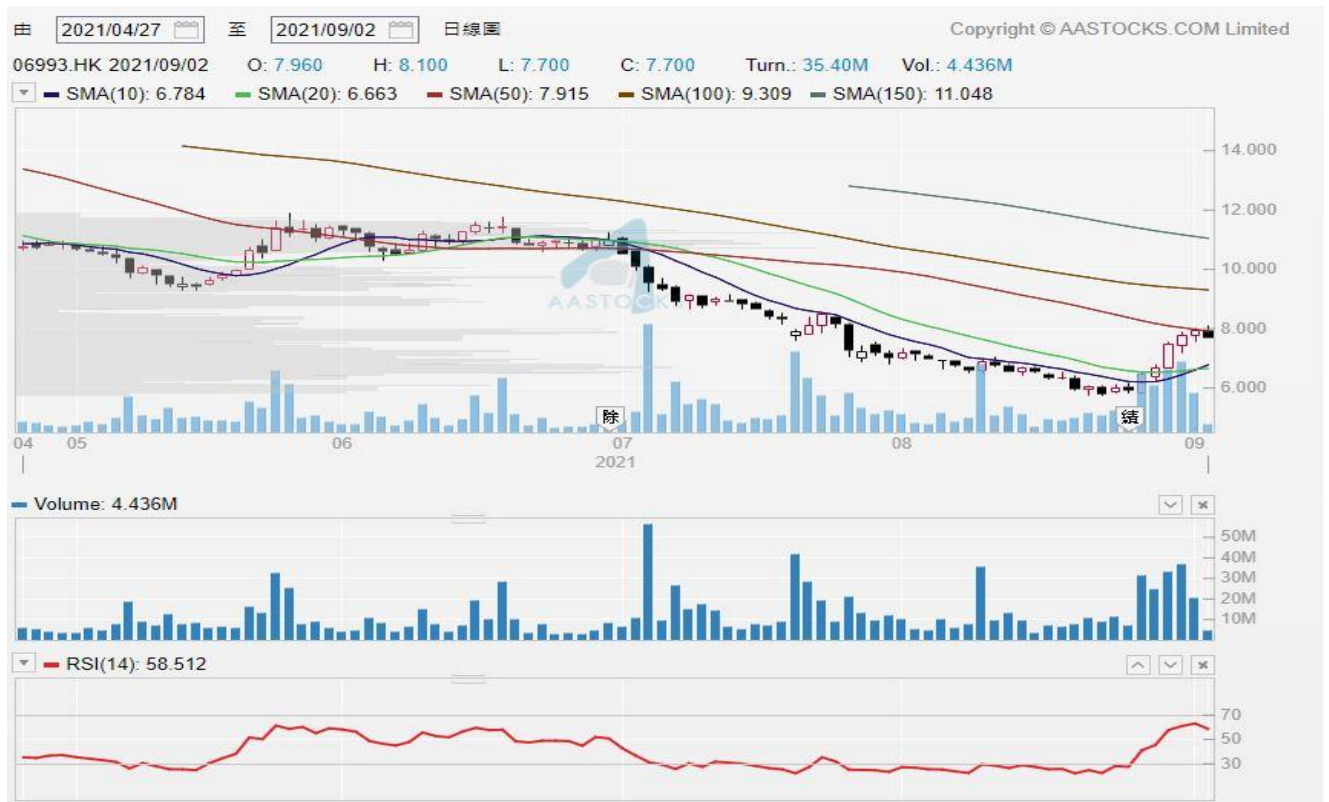 由 2021/04/27 至 2021/09/02 日線圖 Copyright © AASTOCKS.COM Limited
06993.HK 2021/09/02 O: 7.960 H: 8.100 L: 7.700 C: 7.700 Turn.: 35.40M Vol.: 4.436M
SMA(10): 6.784 SMA(20): 6.663 SMA(50): 7.915 SMA(100): 9.309 SMA(150): 11.048
14.000
12.000
10.000
AASTOCKS
8.000
6.000
除 績
04 05 06 07 08 09
2021
Volume: 4.436M
50M
40M
30M
20M
10M
RSI(14): 58.512
70
50
30